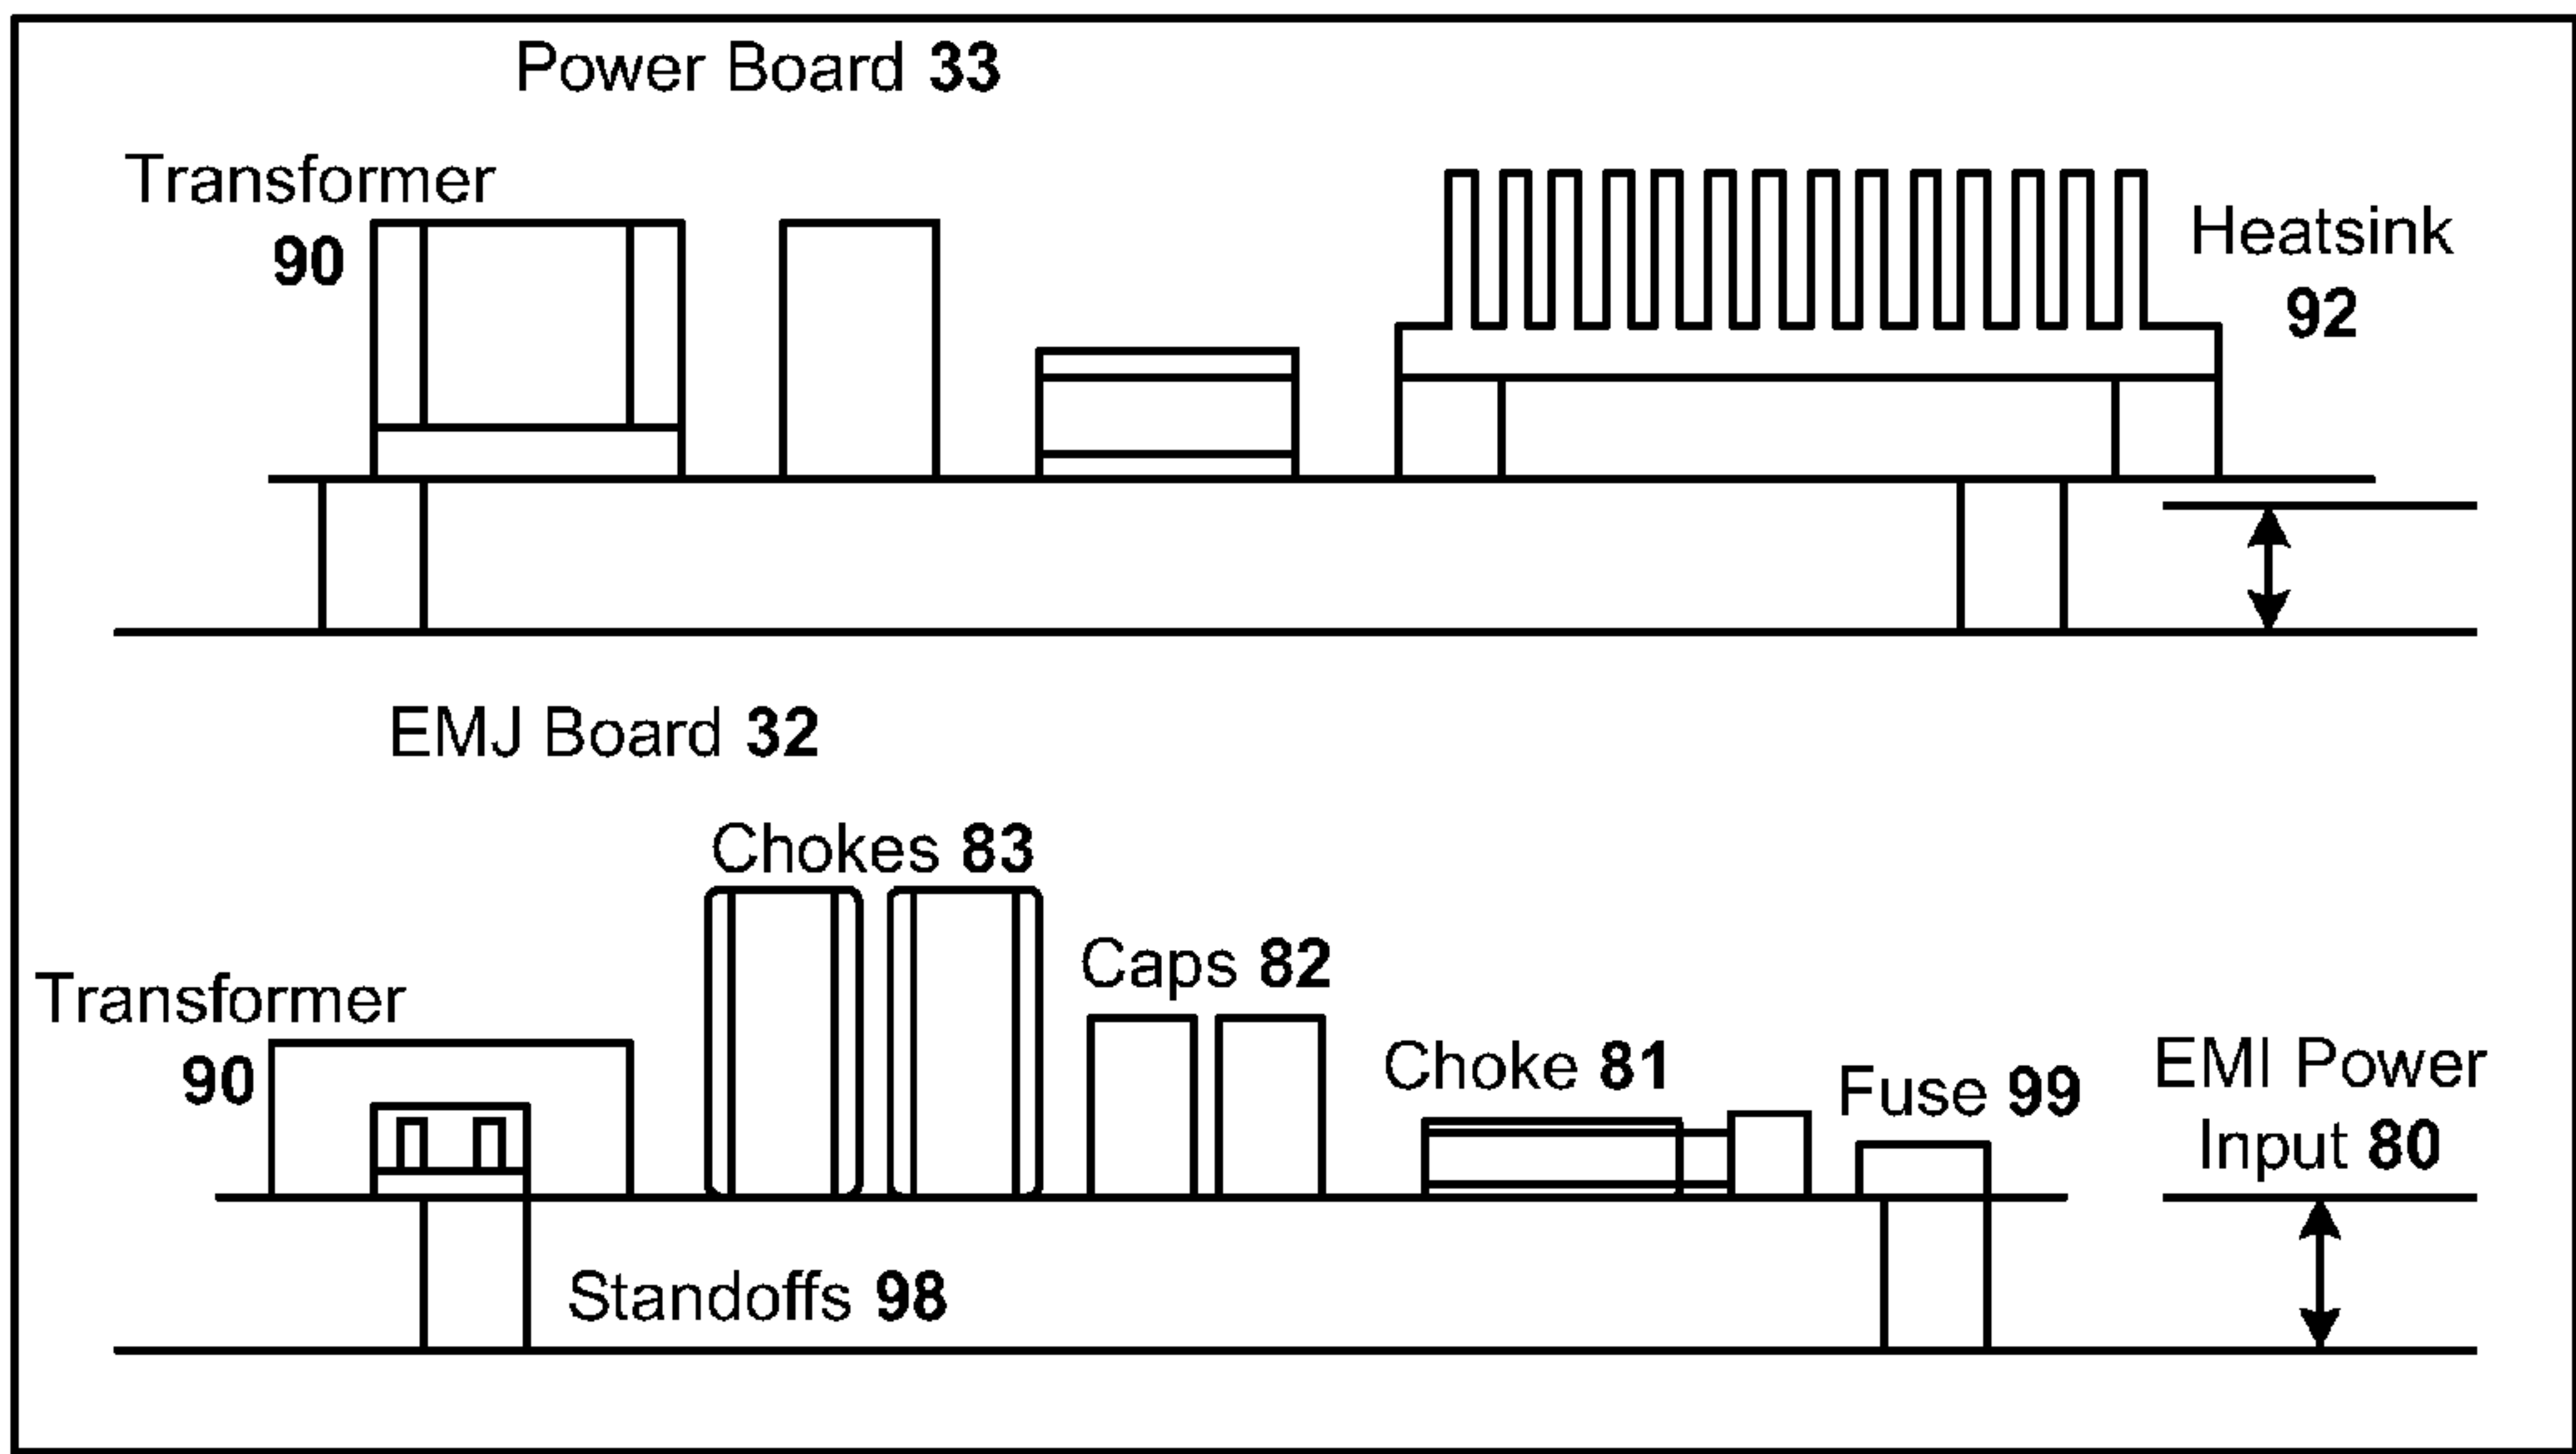 Power Board 33
Transformer
90
Heatsink
92
EMJ Board 32
Chokes 83
Caps 82
Transformer
90
Choke 81
Fuse 99
EMI Power
Input 80
Standoffs 98